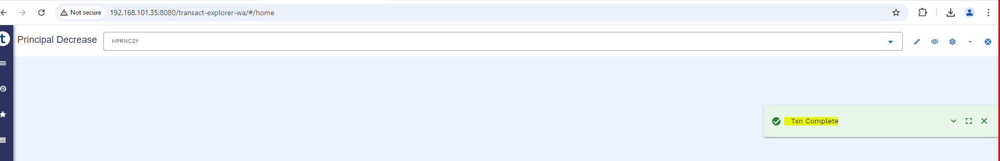 Not secure 192.168.101.35:8080/transact-explorer-wa/#/home
t Principal Decrease HPRNC2Y
Txn Complete